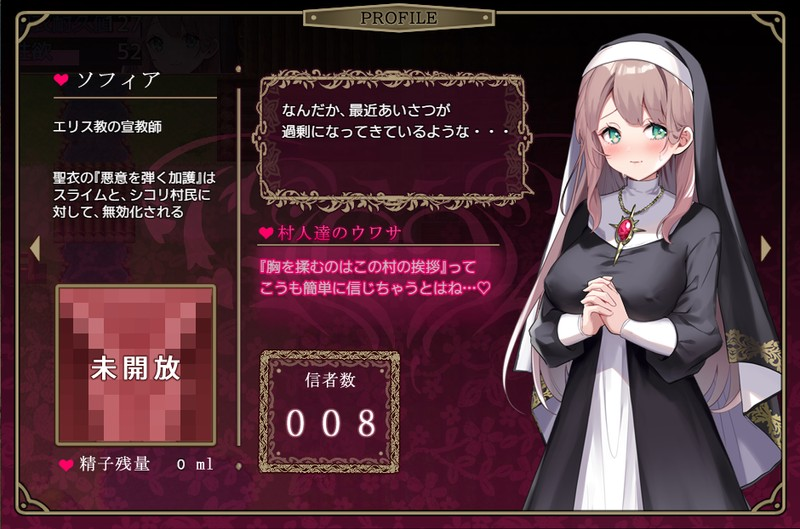 PROFILE
ソフィア
エリス教の宣教師
聖衣の『悪意を弾く加護』は
スライムと、シコリ村民に
対して、無効化される
未開放
精子残量 0 ml
なんだか、最近あいさつが
過剰になってきているような・・・
村人達のウワサ
『胸を揉むのはこの村の挨拶』って
こうも簡単に信じちゃうとはね…♡
信者数
008